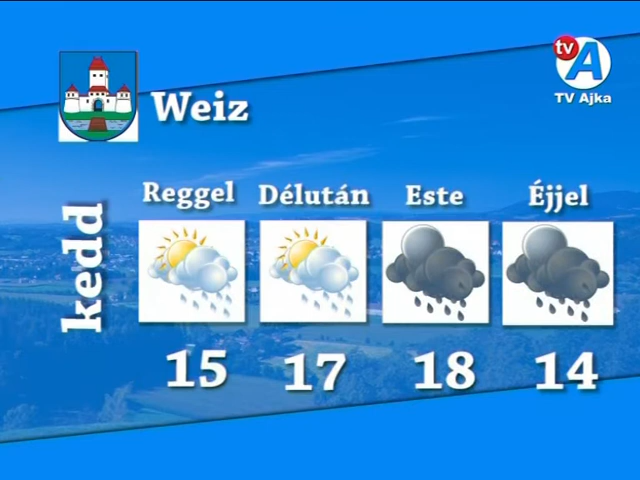 tv
A
TV Ajka
Weiz
kedd
Reggel Délután Este Éjjel
15 17 18 14